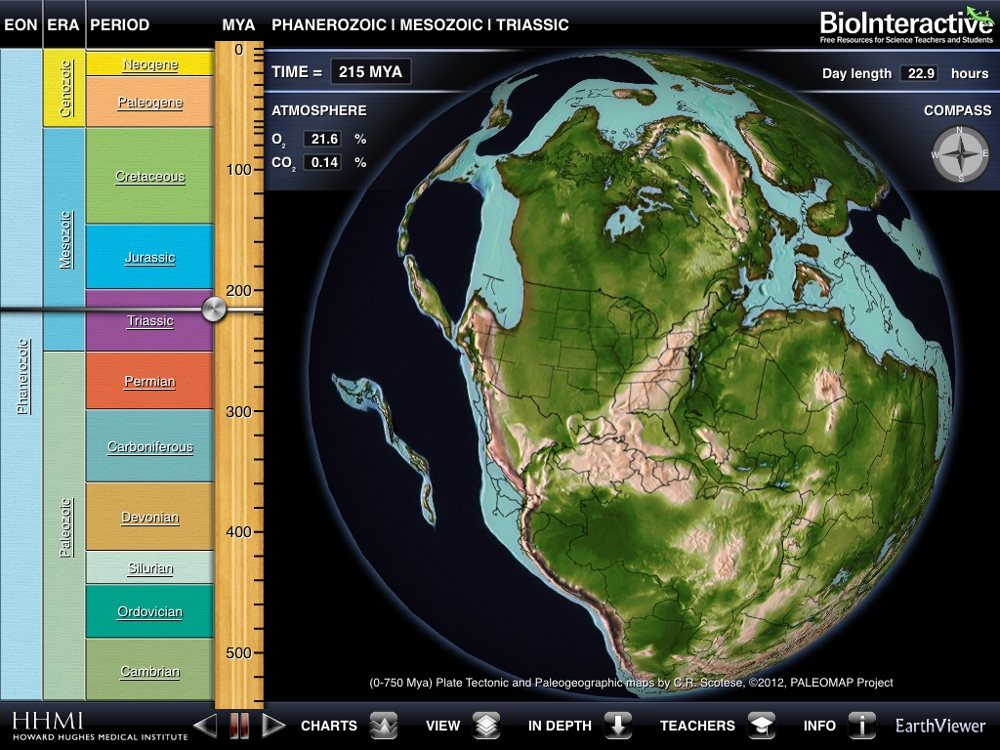 EON ERA PERIOD MYA PHANEROZOIC | MESOZOIC | TRIASSIC
BioInteractive
Free Resources for Science Teachers and Students
TIME = 215 MYA
Day length 22.9 hours
ATMOSPHERE
O2 21.6 %
CO2 0.14 %
COMPASS
N
W E
S
Phanerozoic
Cenozoic
Mesozoic
Paleozoic
Neogene
Paleogene
Cretaceous
Jurassic
Triassic
Permian
Carboniferous
Devonian
Silurian
Ordovician
Cambrian
0
100
200
300
400
500
(0-750 Mya) Plate Tectonic and Paleogeographic maps by C.R. Scotese, ©2012, PALEOMAP Project
HHMI
HOWARD HUGHES MEDICAL INSTITUTE
CHARTS VIEW IN DEPTH TEACHERS INFO i EarthViewer